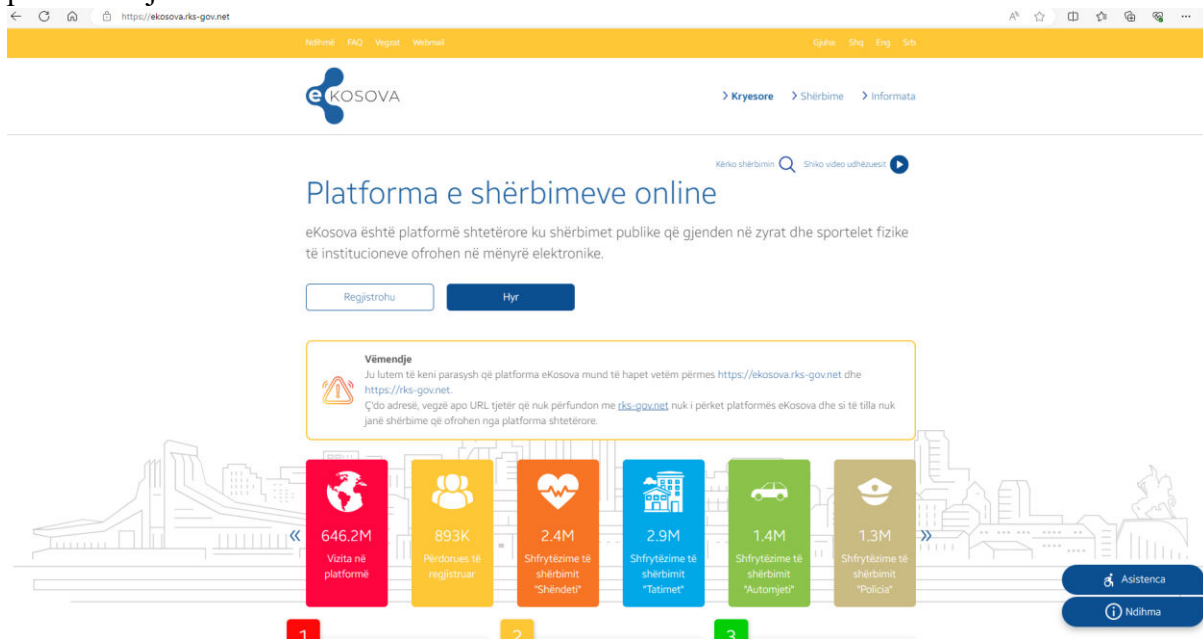 https://ekosova.rks-gov.net
Ndihmë FAQ Vegzat Webmail
Gjuha: Shq Eng Srb
e KOSOVA
Kryesore Shërbime Informata
Kërko shërbimin Shiko video udhëzuesit
Platforma e shërbimeve online
eKosova është platformë shtetërore ku shërbimet publike që gjenden në zyrat dhe sportelet fizike
të institucioneve ofrohen në mënyrë elektronike.
Regjistrohu Hyr
Vëmendje
Ju lutem të keni parasysh që platforma eKosova mund të hapet vetëm përmes https://ekosova.rks-gov.net dhe
https://rks-gov.net.
Ç'do adresë, vegzë apo URL tjetër që nuk përfundon me rks-gov.net nuk i përket platformës eKosova dhe si të tilla nuk
janë shërbime që ofrohen nga platforma shtetërore.
646.2M
Vizita në
platformë
893K
Përdorues të
regjistruar
2.4M
Shfrytëzime të
shërbimit
"Shëndeti"
2.9M
Shfrytëzime të
shërbimit
"Tatimet"
1.4M
Shfrytëzime të
shërbimit
"Automjeti"
1.3M
Shfrytëzime të
shërbimit
"Policia"
Asistenca
Ndihma
1 2 3